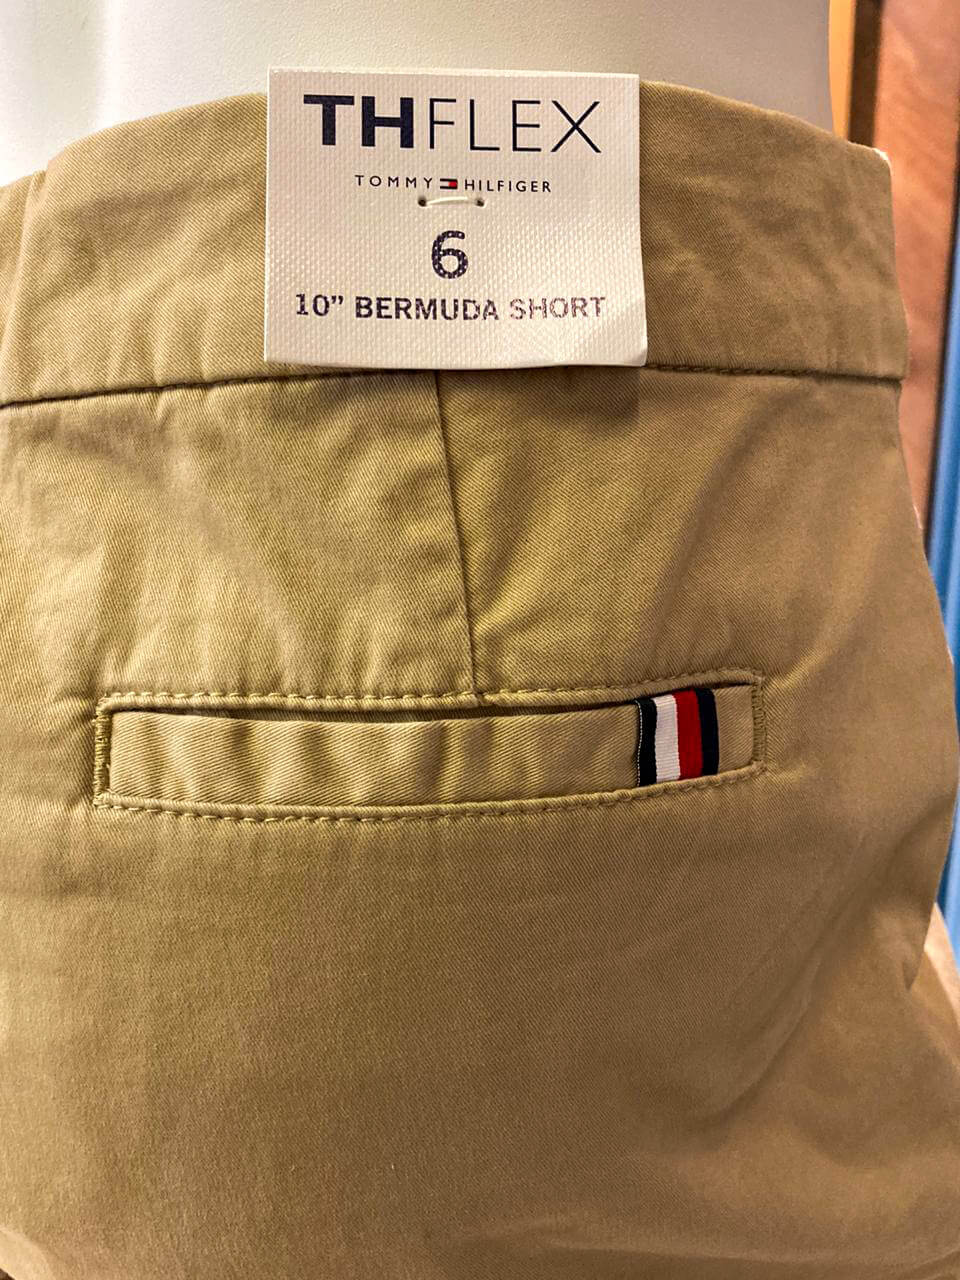 THFLEX
TOMMY HILFIGER
6
10” BERMUDA SHORT